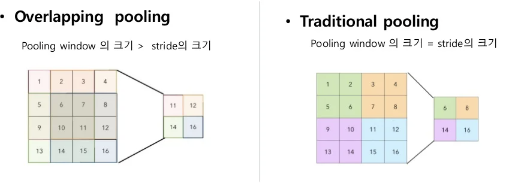 • Overlapping pooling
Pooling window 의 크기 > stride의 크기
1 2 3 4
5 6 7 8
9 10 11 12
13 14 15 16
11 12
14 16
• Traditional pooling
Pooling window 의 크기 = stride의 크기
1 2 3 4
5 6 7 8
9 10 11 12
13 14 15 16
6 8
14 16